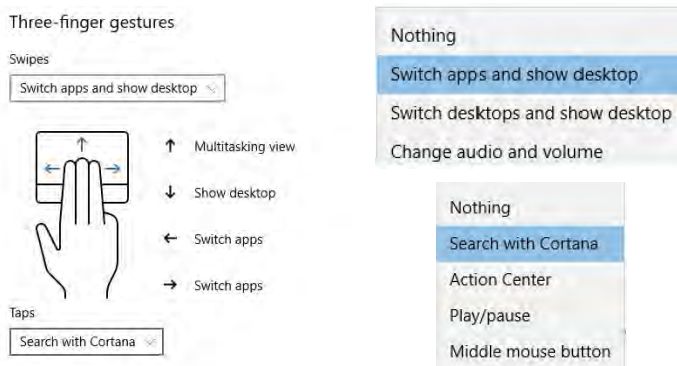 Three-finger gestures
Swipes
Switch apps and show desktop
↑ Multitasking view
↓ Show desktop
← Switch apps
→ Switch apps
Taps
Search with Cortana
Nothing
Switch apps and show desktop
Switch desktops and show desktop
Change audio and volume
Nothing
Search with Cortana
Action Center
Play/pause
Middle mouse button